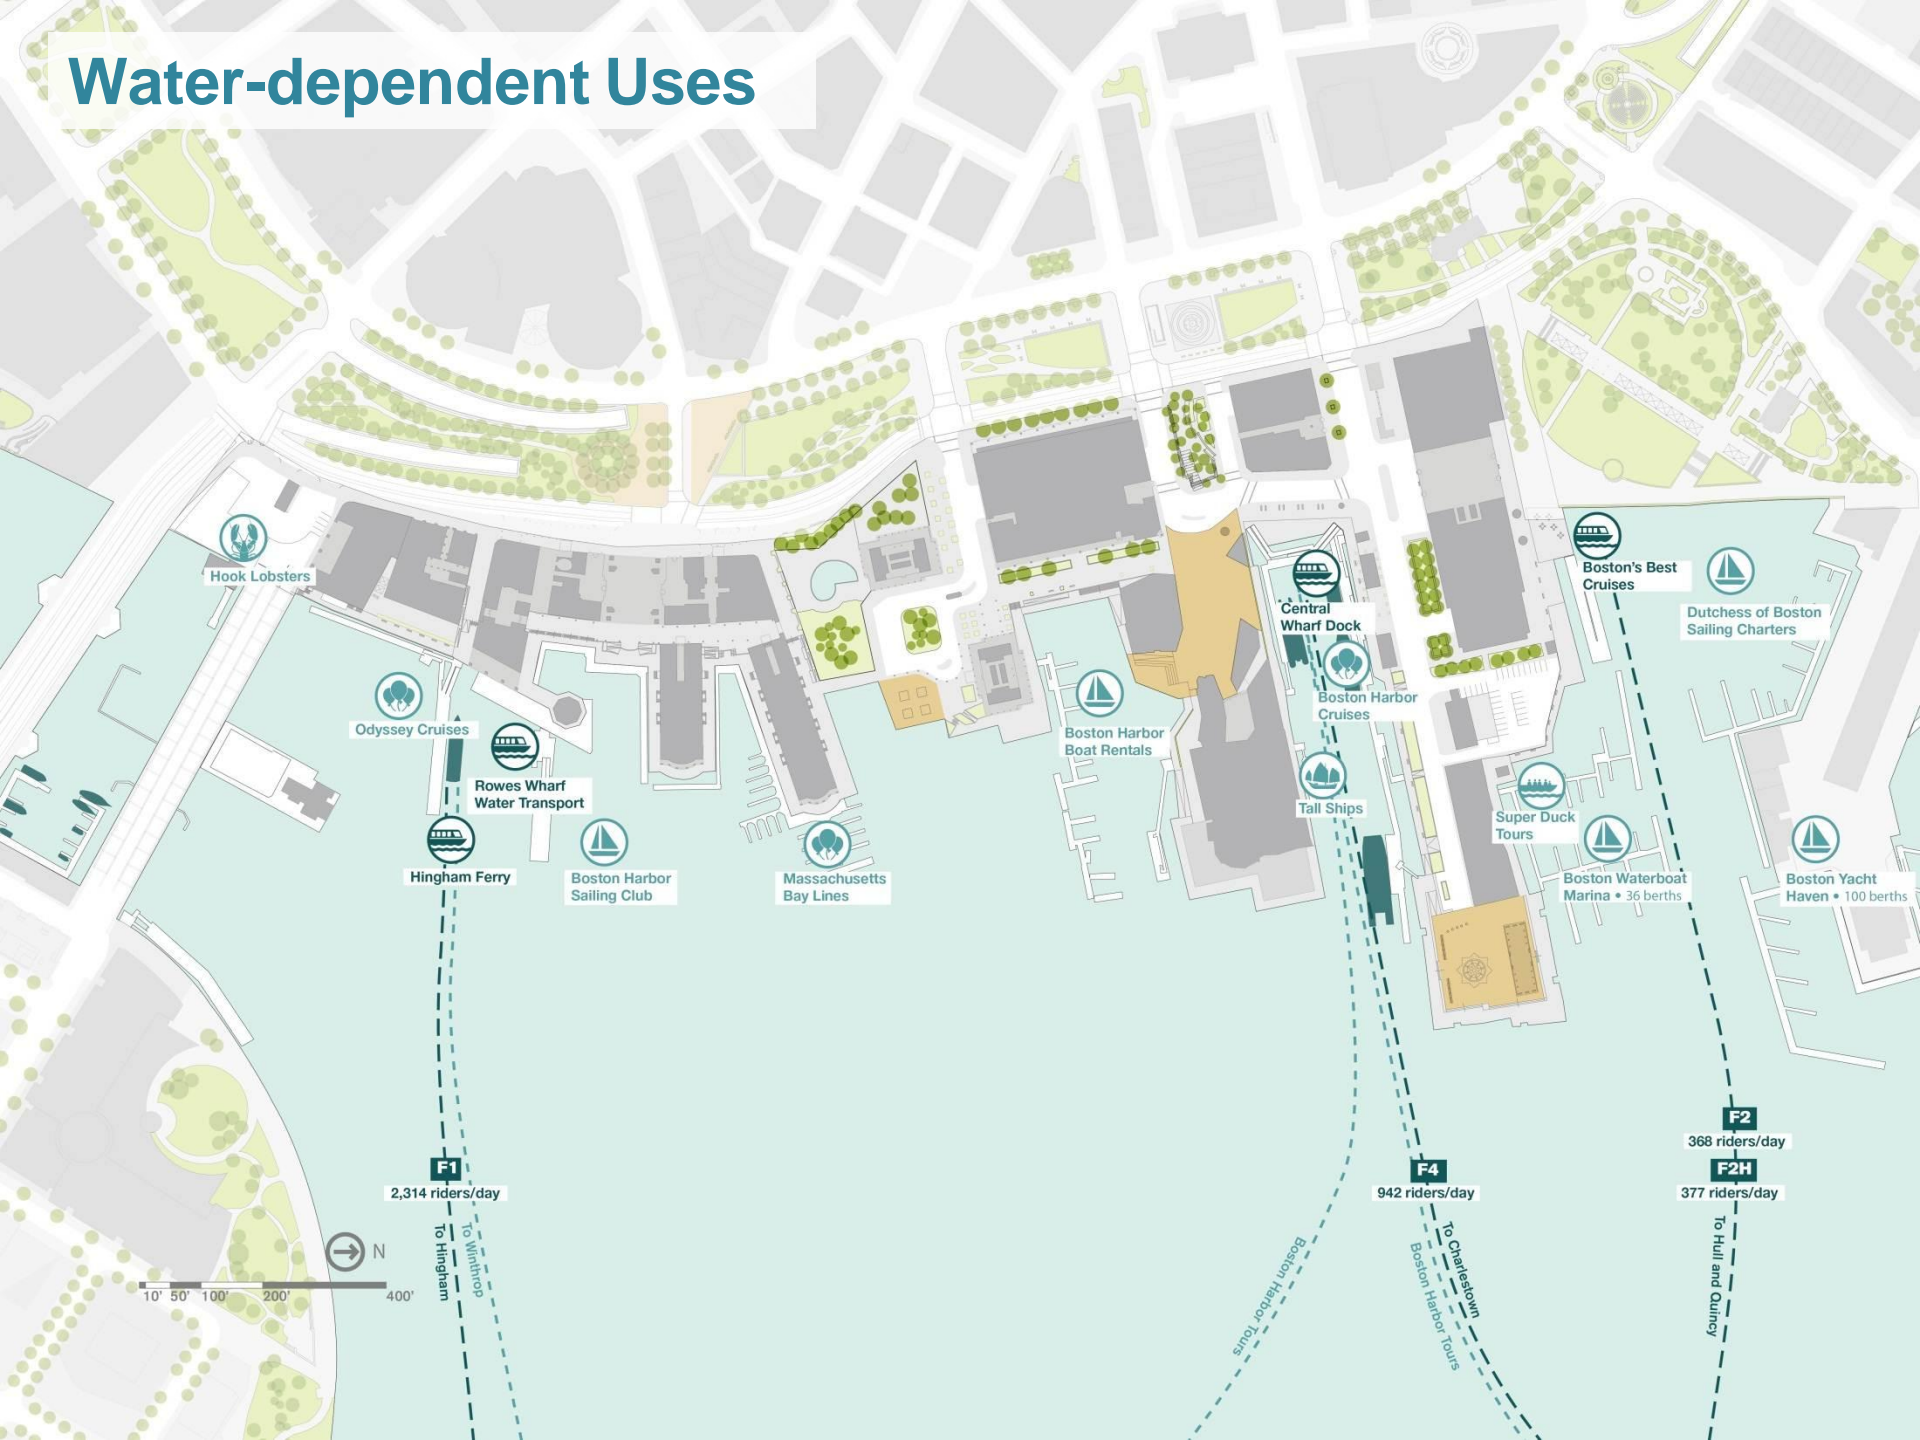 Water-dependent Uses
Hook Lobsters
Odyssey Cruises
Rowes Wharf
Water Transport
Hingham Ferry
Boston Harbor
Sailing Club
Massachusetts
Bay Lines
Boston Harbor
Boat Rentals
Central
Wharf Dock
Boston Harbor
Cruises
Tall Ships
Boston's Best
Cruises
Dutchess of Boston
Sailing Charters
Super Duck
Tours
Boston Waterboat
Marina • 36 berths
Boston Yacht
Haven • 100 berths
F1
2,314 riders/day
To Hingham
To Winthrop
Boston Harbor Tours
F4
942 riders/day
To Charlestown
Boston Harbor Tours
F2
368 riders/day
F2H
377 riders/day
To Hull and Quincy
N
10' 50' 100' 200' 400'